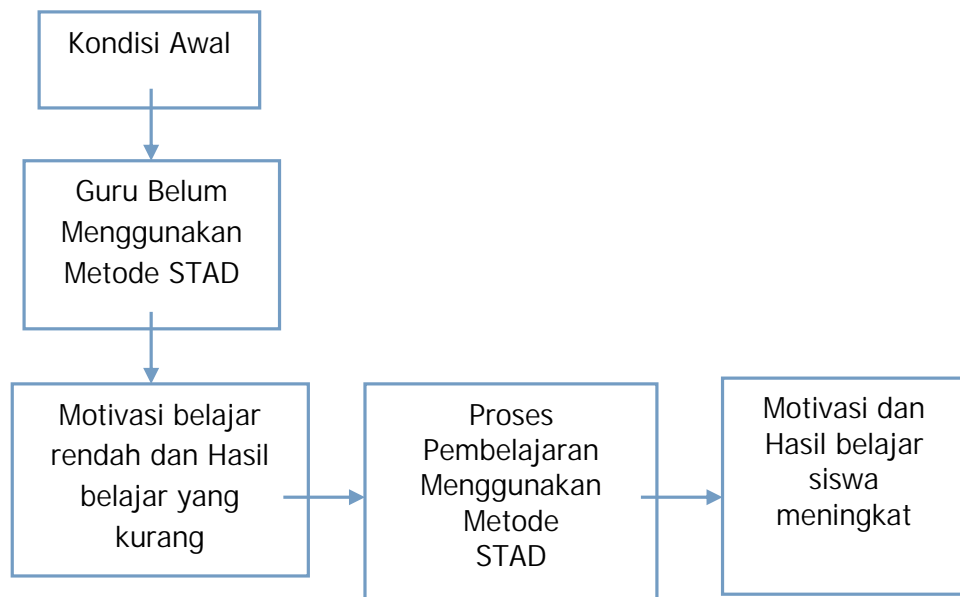 Kondisi Awal
Guru Belum
Menggunakan
Metode STAD
Motivasi belajar
rendah dan Hasil
belajar yang
kurang
Proses
Pembelajaran
Menggunakan
Metode
STAD
Motivasi dan
Hasil belajar
siswa
meningkat